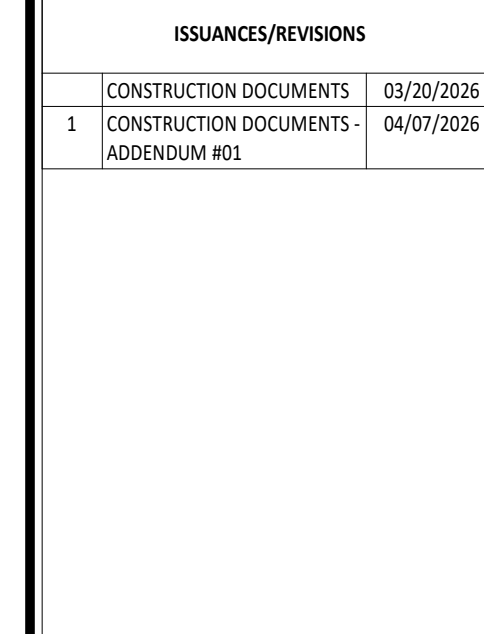 ISSUANCES/REVISIONS
CONSTRUCTION DOCUMENTS 03/20/2026
1 CONSTRUCTION DOCUMENTS - 04/07/2026
ADDENDUM #01